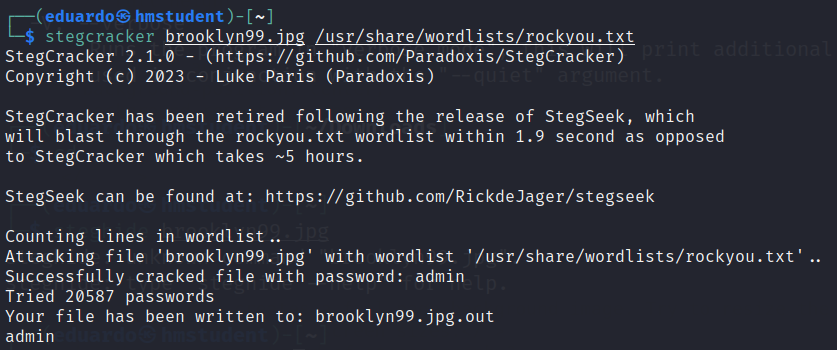 (eduardo㉿hmstudent)-[~]
$ stegcracker brooklyn99.jpg /usr/share/wordlists/rockyou.txt
StegCracker 2.1.0 - (https://github.com/Paradoxis/StegCracker)
Copyright (c) 2023 - Luke Paris (Paradoxis)
StegCracker has been retired following the release of StegSeek, which
will blast through the rockyou.txt wordlist within 1.9 second as opposed
to StegCracker which takes ~5 hours.
StegSeek can be found at: https://github.com/RickdeJager/stegseek
Counting lines in wordlist..
Attacking file 'brooklyn99.jpg' with wordlist '/usr/share/wordlists/rockyou.txt'..
Successfully cracked file with password: admin
Tried 20587 passwords
Your file has been written to: brooklyn99.jpg.out
admin